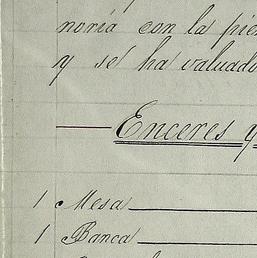 noria con la pie
y se ha valuado
Enceres y
1 Mesa
1 Banca